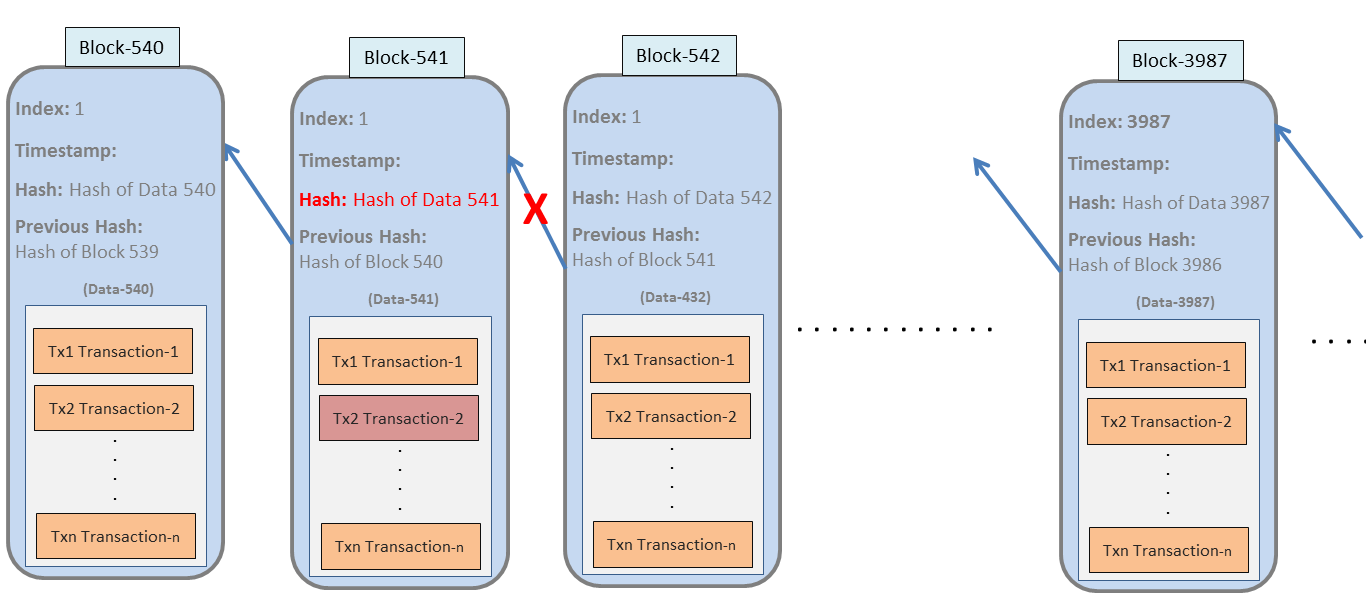 Block-540
Index: 1
Timestamp:
Hash: Hash of Data 540
Previous Hash:
Hash of Block 539
(Data-540)
Tx1 Transaction-1
Tx2 Transaction-2
Txn Transaction-n
Block-541
Index: 1
Timestamp:
Hash: Hash of Data 541
Previous Hash:
Hash of Block 540
(Data-541)
Tx1 Transaction-1
Tx2 Transaction-2
Txn Transaction-n
X
Block-542
Index: 1
Timestamp:
Hash: Hash of Data 542
Previous Hash:
Hash of Block 541
(Data-432)
Tx1 Transaction-1
Tx2 Transaction-2
Txn Transaction-n
Block-3987
Index: 3987
Timestamp:
Hash: Hash of Data 3987
Previous Hash:
Hash of Block 3986
(Data-3987)
Tx1 Transaction-1
Tx2 Transaction-2
Txn Transaction-n